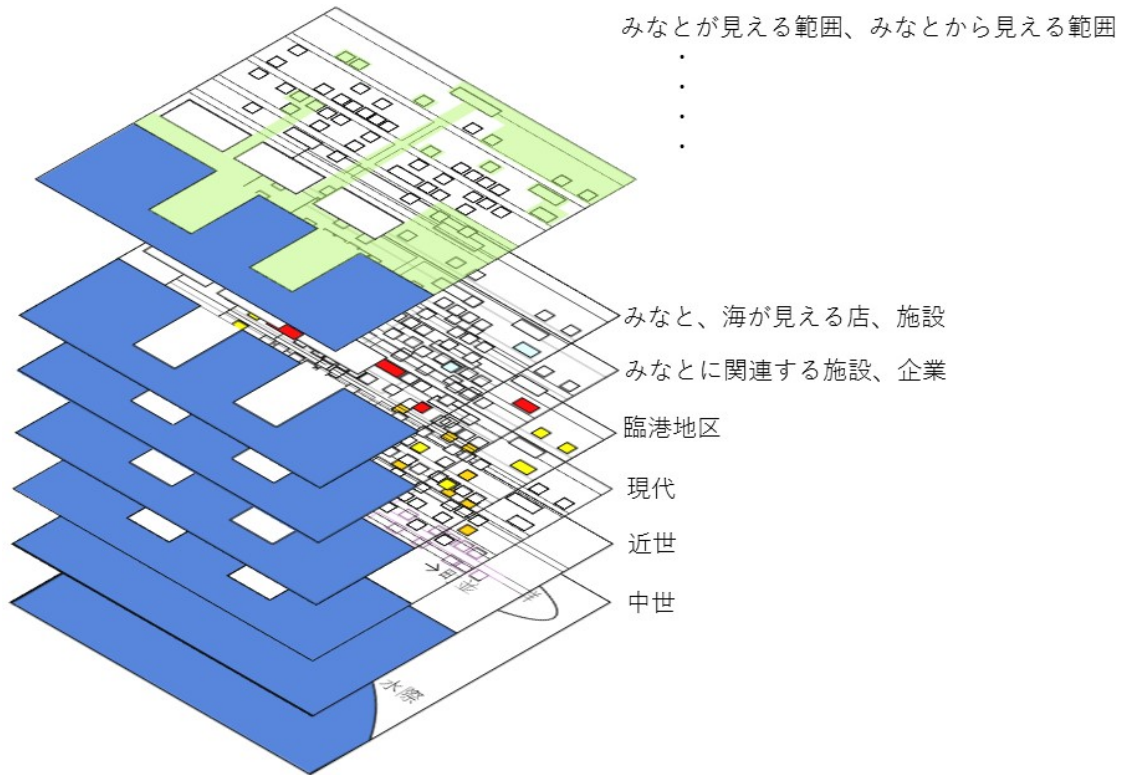 みなとが見える範囲、みなとから見える範囲
・
・
・
・
みなと、海が見える店、施設
みなとに関連する施設、企業
臨港地区
現代
近世
中世
水際